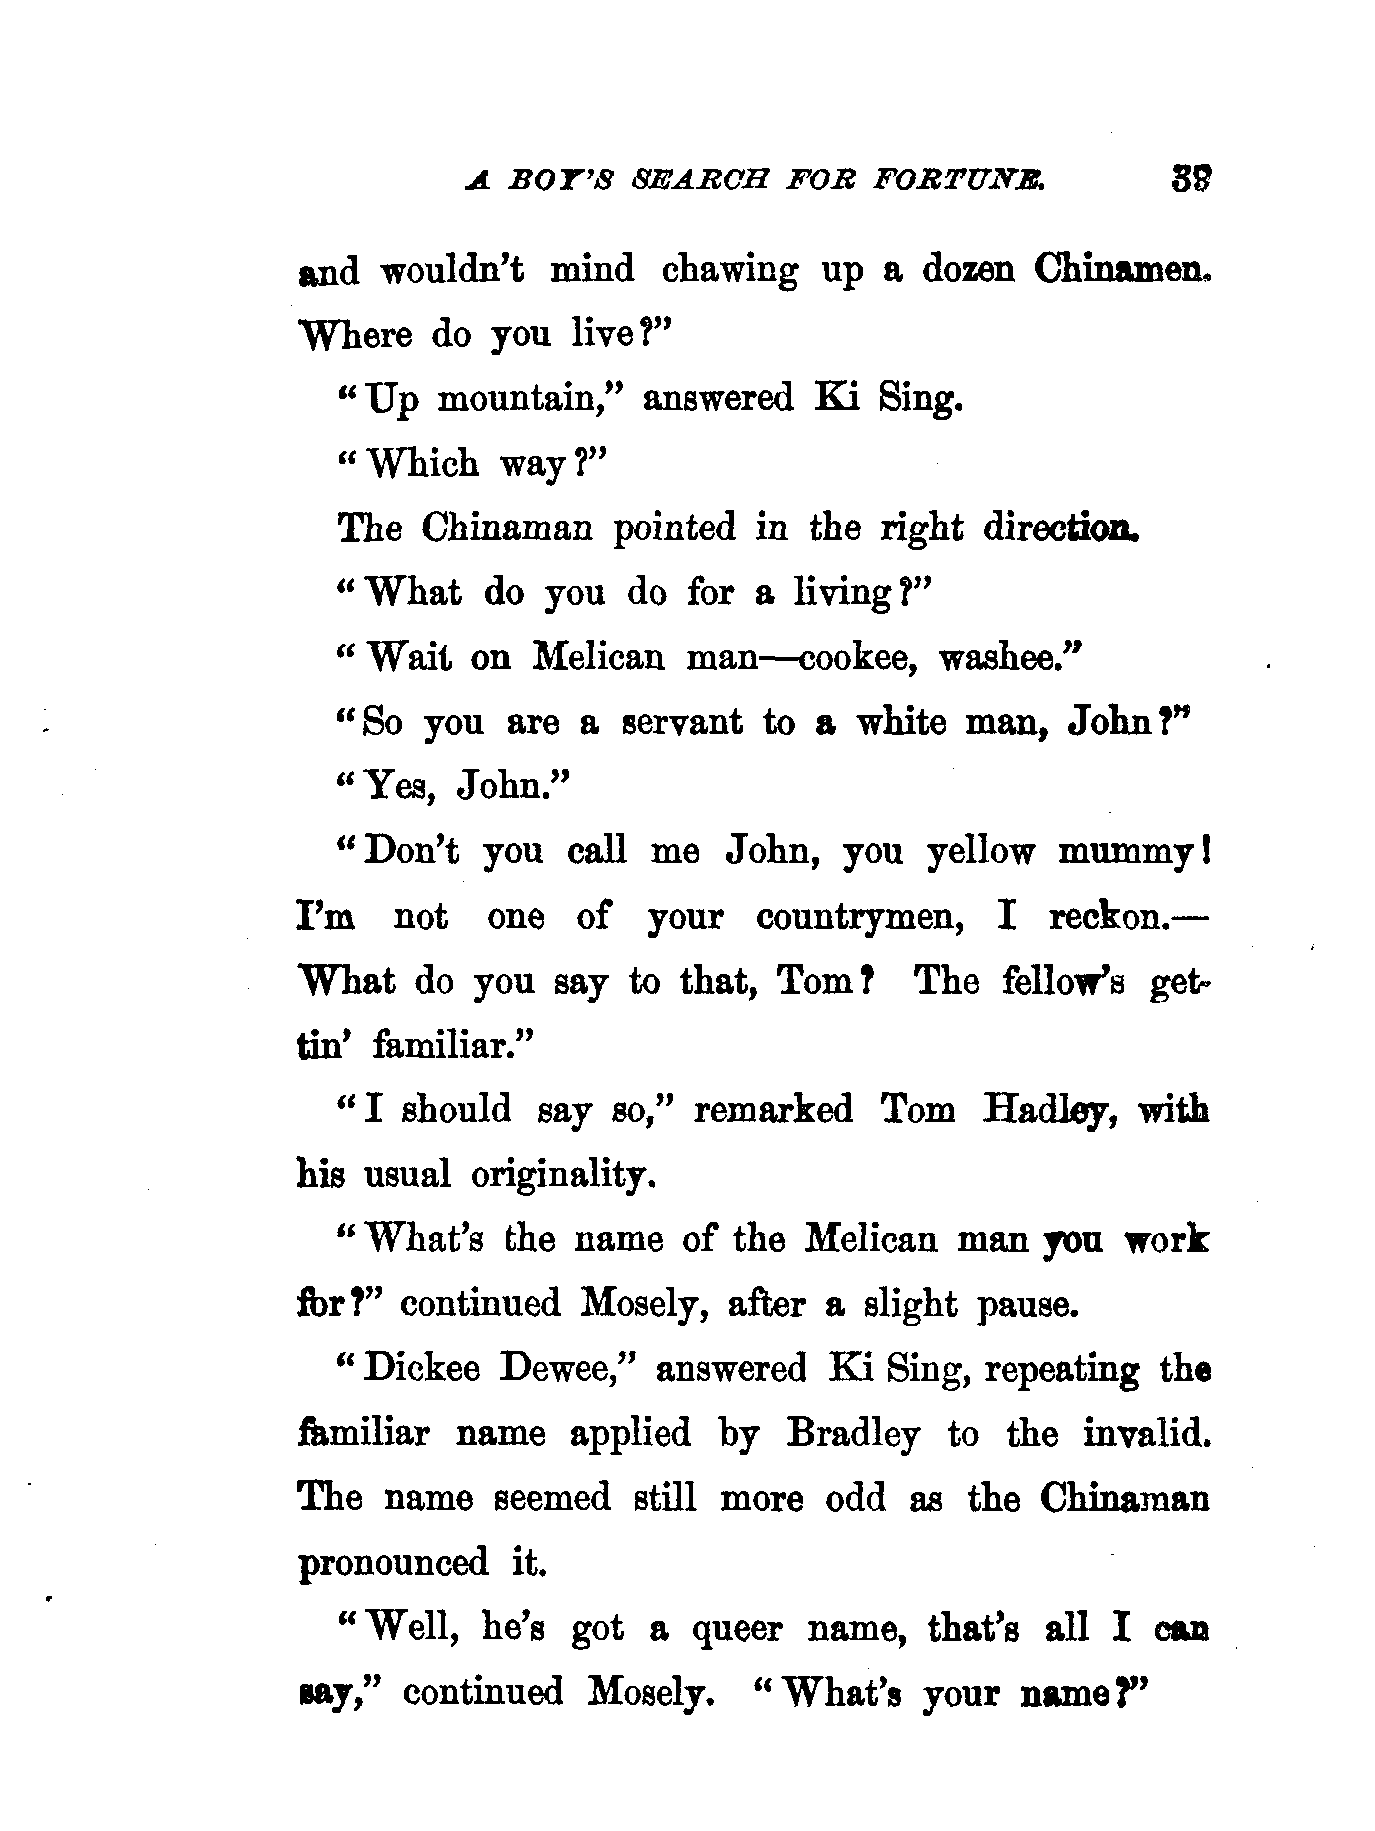 A BOY'S SEARCH FOR FORTUNE. 39
and wouldn't mind chawing up a dozen Chinamen.
Where do you live?"
"Up mountain," answered Ki Sing.
"Which way?"
The Chinaman pointed in the right direction.
"What do you do for a living?"
"Wait on Melican man—cookee, washee."
"So you are a servant to a white man, John?"
"Yes, John."
"Don't you call me John, you yellow mummy!
I'm not one of your countrymen, I reckon.—
What do you say to that, Tom? The fellow's get-
tin' familiar."
"I should say so," remarked Tom Hadley, with
his usual originality.
"What's the name of the Melican man you work
for?" continued Mosely, after a slight pause.
"Dickee Dewee," answered Ki Sing, repeating the
familiar name applied by Bradley to the invalid.
The name seemed still more odd as the Chinaman
pronounced it.
"Well, he's got a queer name, that's all I can
say," continued Mosely. "What's your name?"